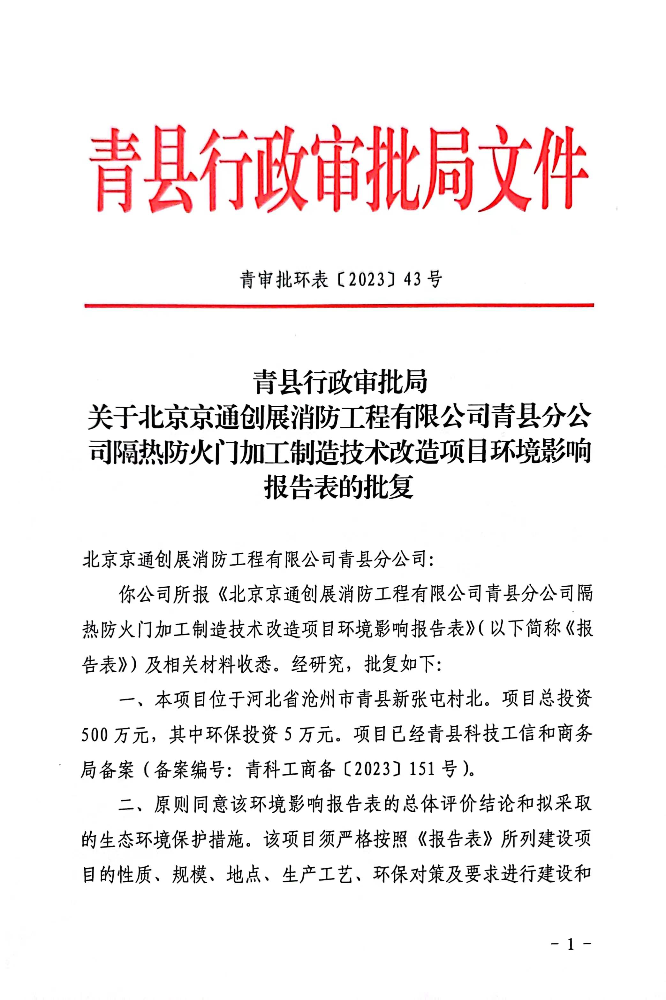 青县行政审批局文件
青审批环表〔2023〕43号
青县行政审批局
关于北京京通创展消防工程有限公司青县分公
司隔热防火门加工制造技术改造项目环境影响
报告表的批复
北京京通创展消防工程有限公司青县分公司：
你公司所报《北京京通创展消防工程有限公司青县分公司隔
热防火门加工制造技术改造项目环境影响报告表》（以下简称《报
告表》）及相关材料收悉。经研究，批复如下：
一、本项目位于河北省沧州市青县新张屯村北。项目总投资
500万元，其中环保投资5万元。项目已经青县科技工信和商务
局备案（备案编号：青科工商备〔2023〕151号）。
二、原则同意该环境影响报告表的总体评价结论和拟采取
的生态环境保护措施。该项目须严格按照《报告表》所列建设项
目的性质、规模、地点、生产工艺、环保对策及要求进行建设和
- 1 -